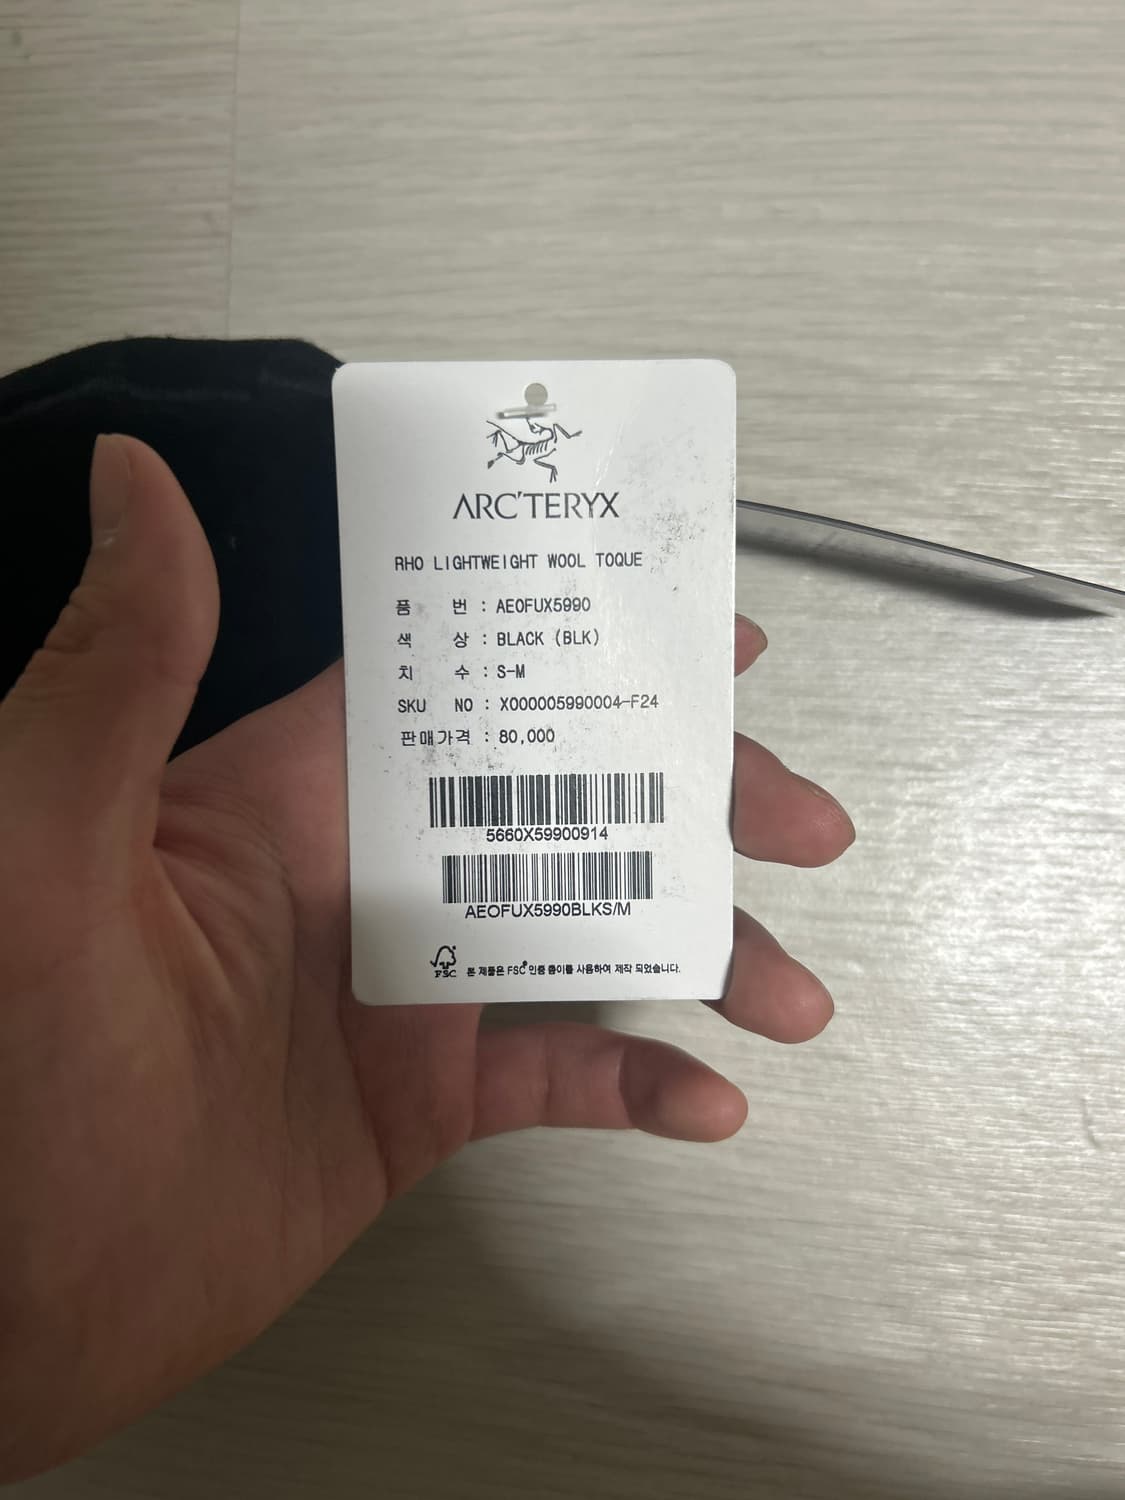 ARC'TERYX
RHO LIGHTWEIGHT WOOL TOQUE
품 번 : AEOFUX5990
색 상 : BLACK (BLK)
치 수 : S-M
SKU NO : X000005990004-F24
판매가격 : 80,000
5660X59900914
AEOFUX5990BLKS/M
FSC 본 제품은 FSC® 인증 종이를 사용하여 제작 되었습니다.